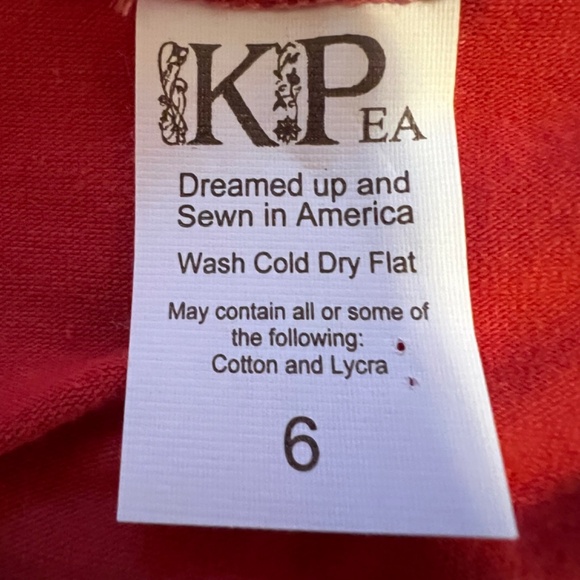 KPEA
Dreamed up and
Sewn in America
Wash Cold Dry Flat
May contain all or some of
the following:
Cotton and Lycra
6